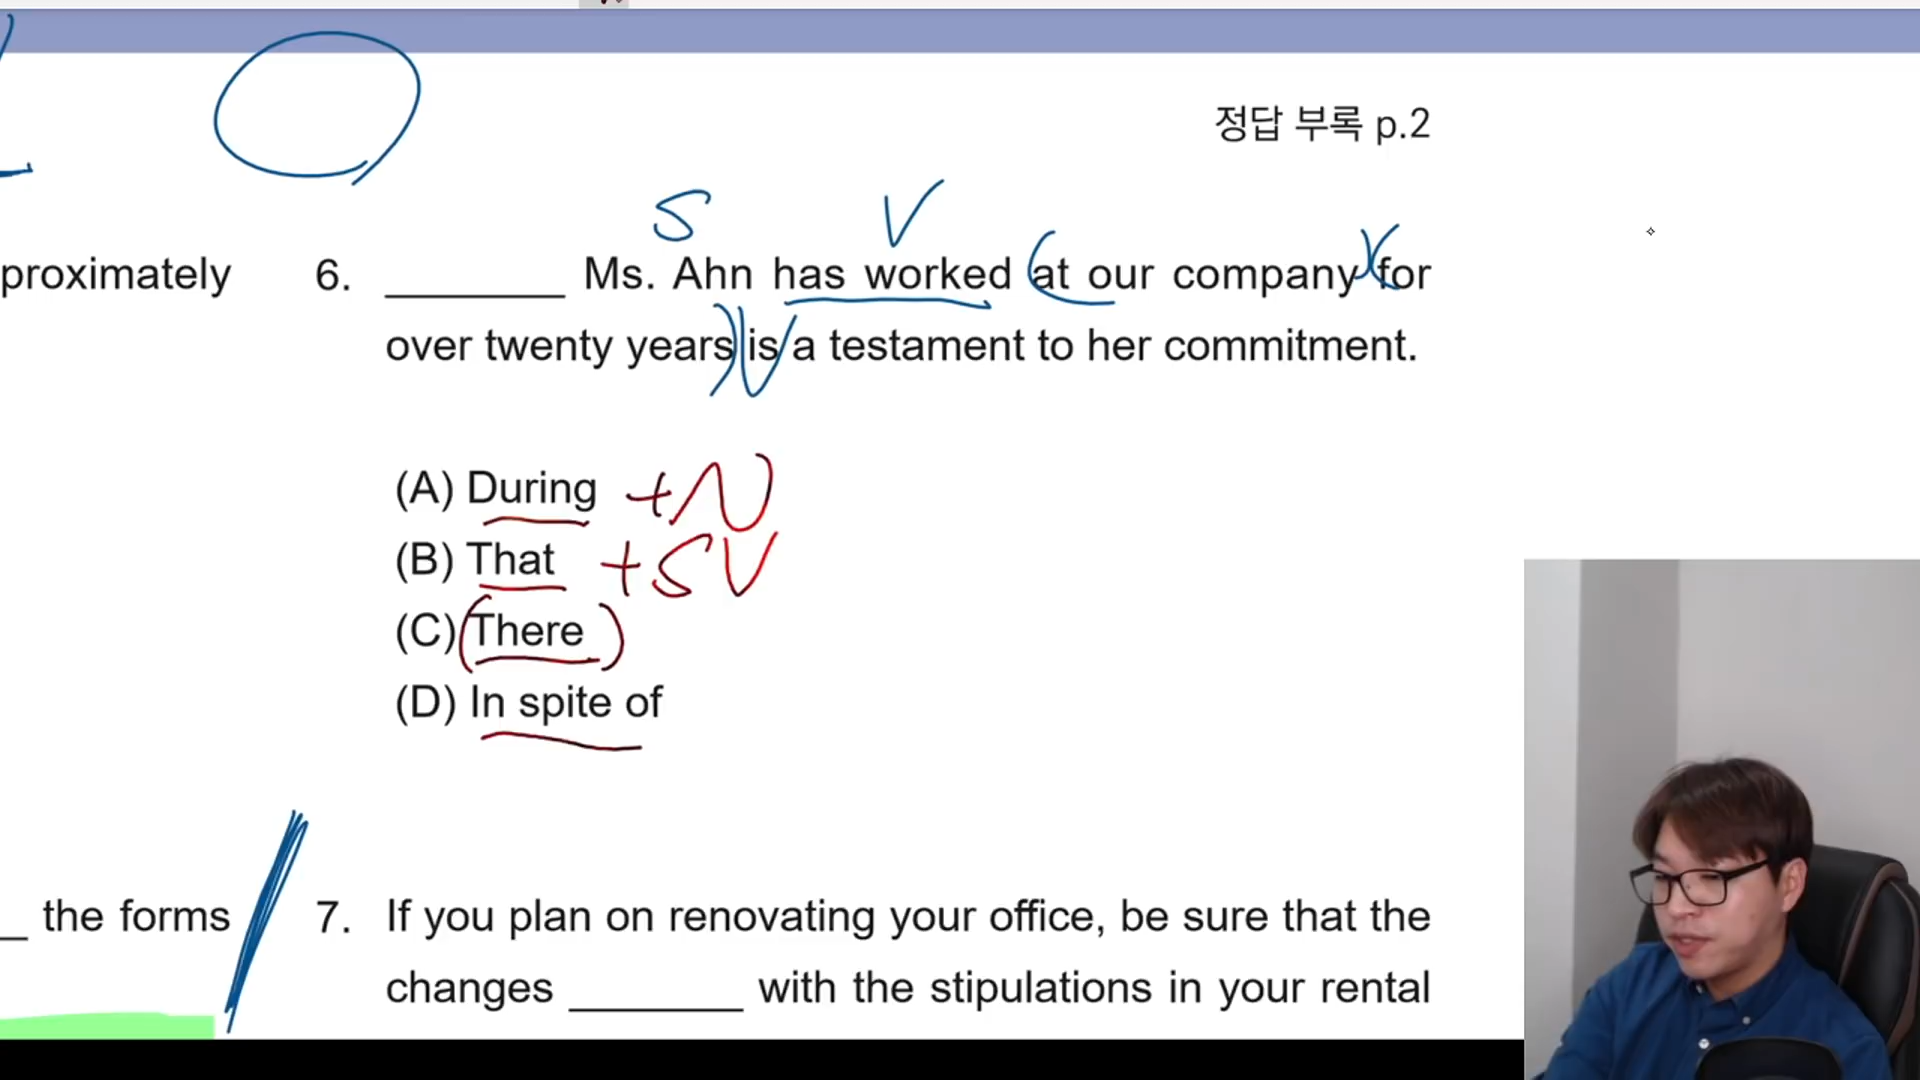 정답 부록 p.2
S V
proximately
6. ________ Ms. Ahn has worked at our company for
over twenty years is a testament to her commitment.
V
(A) During +N
(B) That +SV
(C) (There)
(D) In spite of
the forms
7. If you plan on renovating your office, be sure that the
changes ________ with the stipulations in your rental